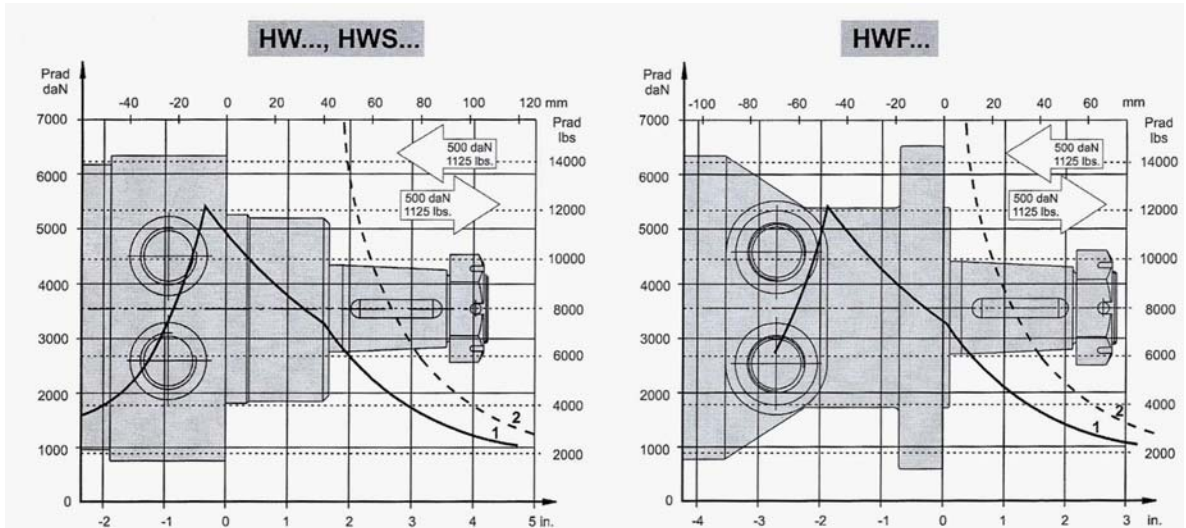 HW..., HWS...
Prad
daN
-40 -20 0 20 40 60 80 100 120 mm
Prad
lbs
7000
6000
5000
4000
3000
2000
1000
0
14000
12000
10000
8000
6000
4000
2000
500 daN
1125 lbs.
500 daN
1125 lbs.
1
2
-2 -1 0 1 2 3 4 5 in.
HWF...
Prad
daN
-100 -80 -60 -40 -20 0 20 40 60 mm
Prad
lbs
7000
6000
5000
4000
3000
2000
1000
0
14000
12000
10000
8000
6000
4000
2000
500 daN
1125 lbs.
500 daN
1125 lbs.
1
2
-4 -3 -2 -1 0 1 2 3 in.